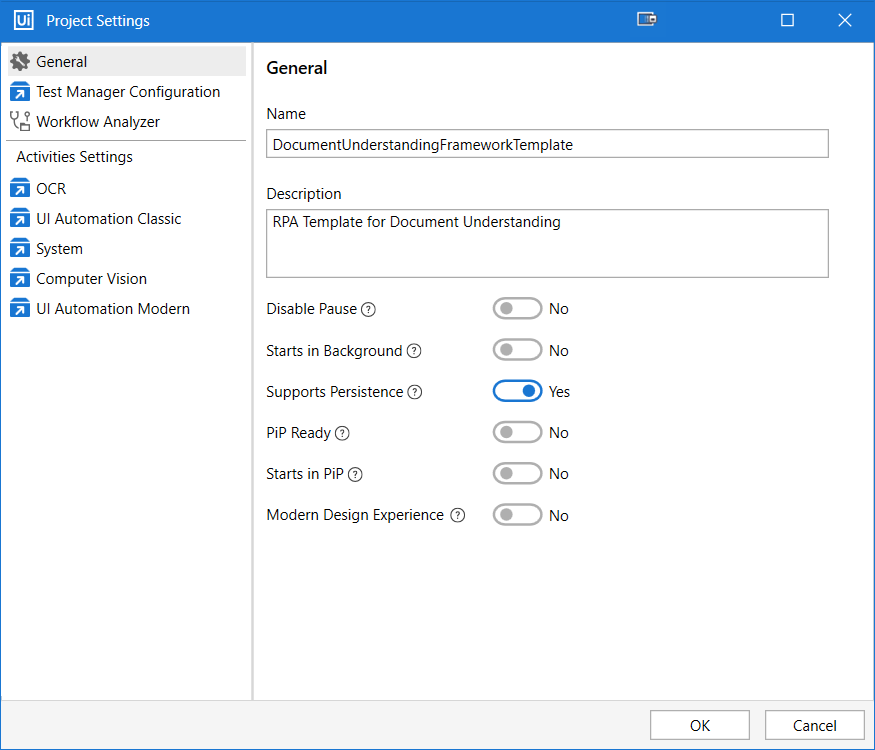 Ui Project Settings
General
Test Manager Configuration
Workflow Analyzer
Activities Settings
OCR
UI Automation Classic
System
Computer Vision
UI Automation Modern
General
Name
DocumentUnderstandingFrameworkTemplate
Description
RPA Template for Document Understanding
Disable Pause ? No
Starts in Background ? No
Supports Persistence ? Yes
PiP Ready ? No
Starts in PiP ? No
Modern Design Experience ? No
OK Cancel